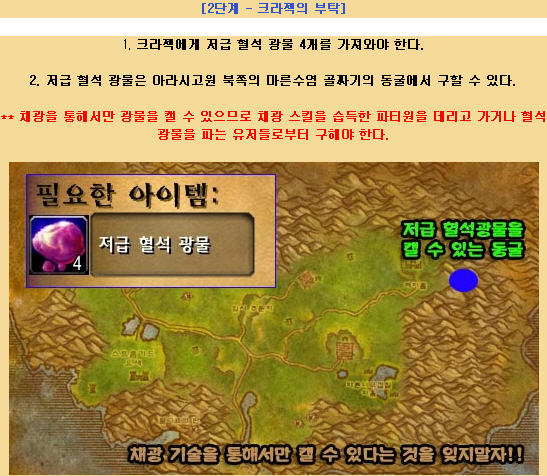 [2단계 - 크라젝의 부탁]
1. 크라젝에게 저급 혈석 광물 4개를 가져와야 한다.
2. 저급 혈석 광물은 아라시고원 북쪽의 마른수염 골짜기의 동굴에서 구할 수 있다.
** 채광을 통해서만 광물을 캘 수 있으므로 채광 스킬을 습득한 파티원을 데리고 가거나 혈석
광물을 파는 유저들로부터 구해야 한다.
필요한 아이템:
저급 혈석 광물
4
저급 혈석광물을
캘 수 있는 동굴
채광 기술을 통해서만 캘 수 있다는 것을 잊지말자!!